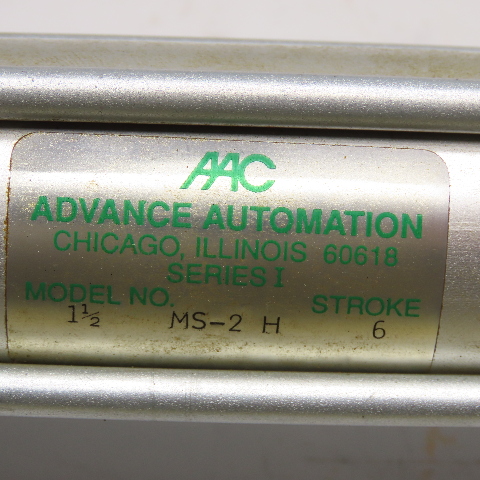 AAC
ADVANCE AUTOMATION
CHICAGO, ILLINOIS 60618
SERIES I
MODEL NO. STROKE
1½ MS-2 H 6